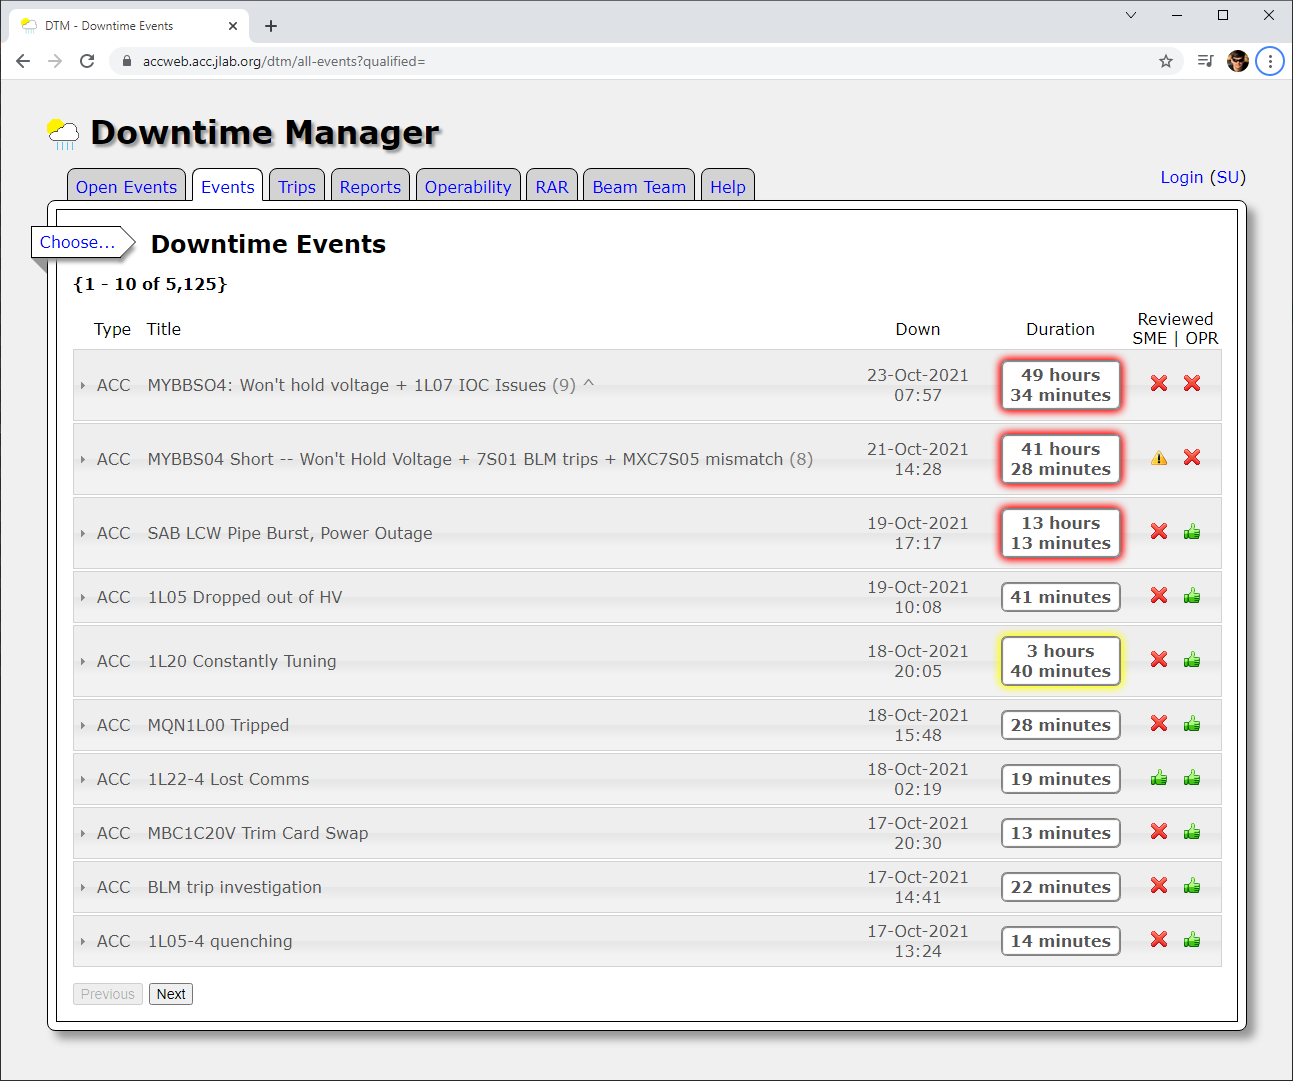 DTM - Downtime Events
accweb.acc.jlab.org/dtm/all-events?qualified=
Downtime Manager
Open Events Events Trips Reports Operability RAR Beam Team Help
Login (SU)
Choose...
Downtime Events
{1 - 10 of 5,125}
Type Title Down Duration Reviewed
SME | OPR
ACC MYBBSO4: Won't hold voltage + 1L07 IOC Issues (9) ^ 23-Oct-2021 07:57 49 hours 34 minutes
ACC MYBBS04 Short -- Won't Hold Voltage + 7S01 BLM trips + MXC7S05 mismatch (8) 21-Oct-2021 14:28 41 hours 28 minutes
ACC SAB LCW Pipe Burst, Power Outage 19-Oct-2021 17:17 13 hours 13 minutes
ACC 1L05 Dropped out of HV 19-Oct-2021 10:08 41 minutes
ACC 1L20 Constantly Tuning 18-Oct-2021 20:05 3 hours 40 minutes
ACC MQN1L00 Tripped 18-Oct-2021 15:48 28 minutes
ACC 1L22-4 Lost Comms 18-Oct-2021 02:19 19 minutes
ACC MBC1C20V Trim Card Swap 17-Oct-2021 20:30 13 minutes
ACC BLM trip investigation 17-Oct-2021 14:41 22 minutes
ACC 1L05-4 quenching 17-Oct-2021 13:24 14 minutes
Previous Next